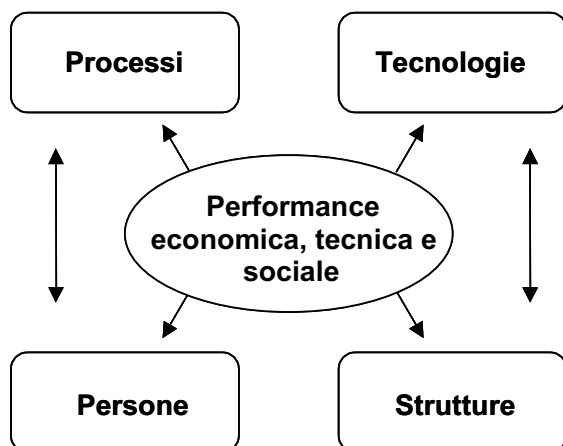 Processi
Tecnologie
Performance
economica, tecnica e
sociale
Persone
Strutture